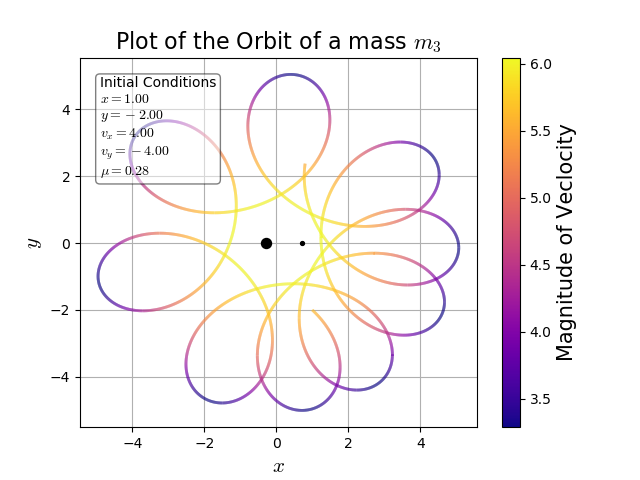 Plot of the Orbit of a mass m₃
Initial Conditions
x = 1.00
y = − 2.00
vₓ = 4.00
v_y = −4.00
μ = 0.28
4
2
0
−2
−4
y
−4
−2
0
2
4
x
6.0
5.5
5.0
4.5
4.0
3.5
Magnitude of Veclocity